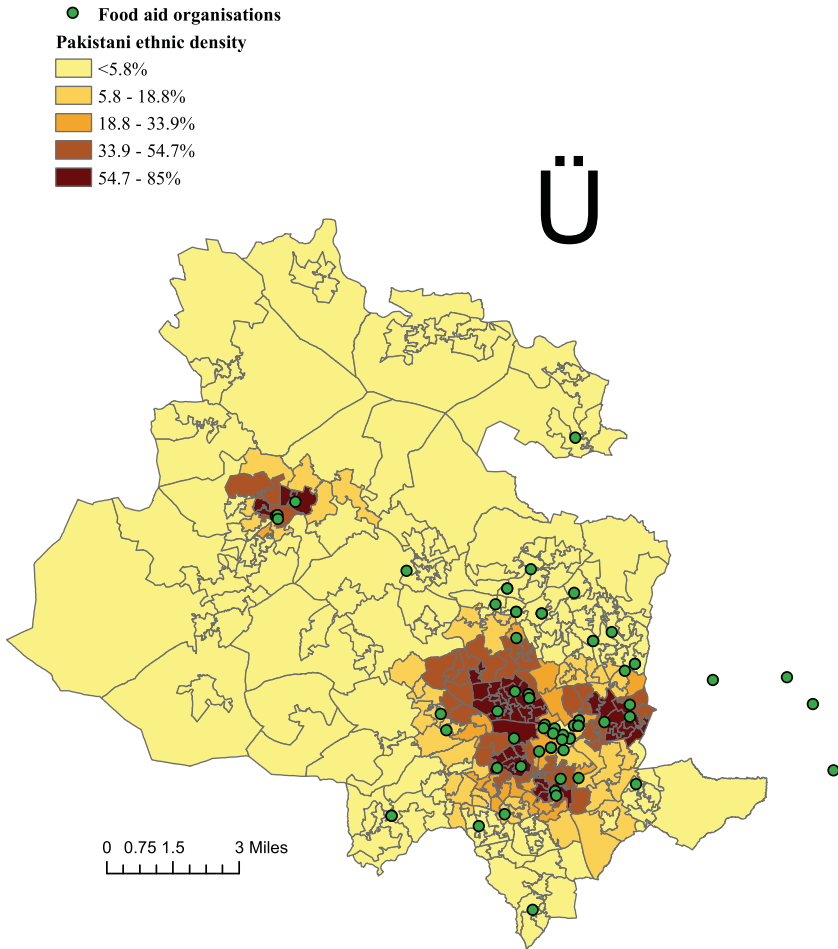 Food aid organisations
Pakistani ethnic density
<5.8%
5.8 - 18.8%
18.8 - 33.9%
33.9 - 54.7%
54.7 - 85%
Ü
0 0.75 1.5 3 Miles